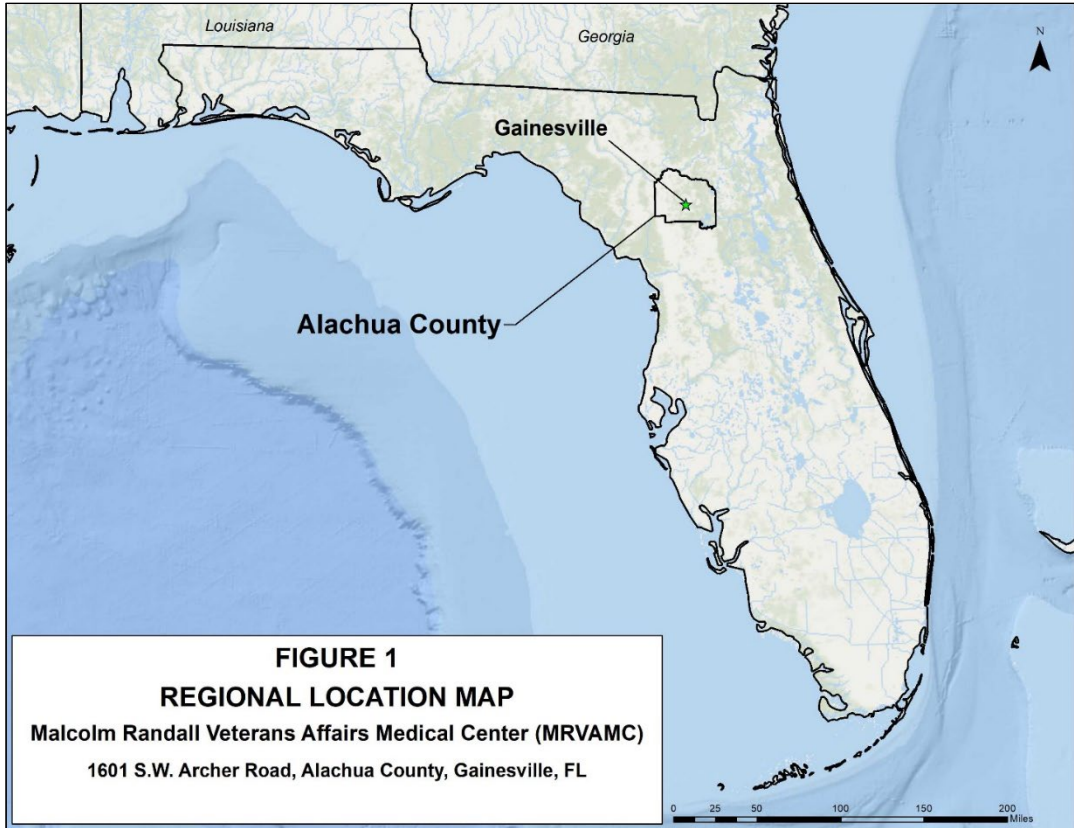 Louisiana
Georgia
N
Gainesville
Alachua County
FIGURE 1
REGIONAL LOCATION MAP
Malcolm Randall Veterans Affairs Medical Center (MRVAMC)
1601 S.W. Archer Road, Alachua County, Gainesville, FL
0 25 50 100 150 200
Miles